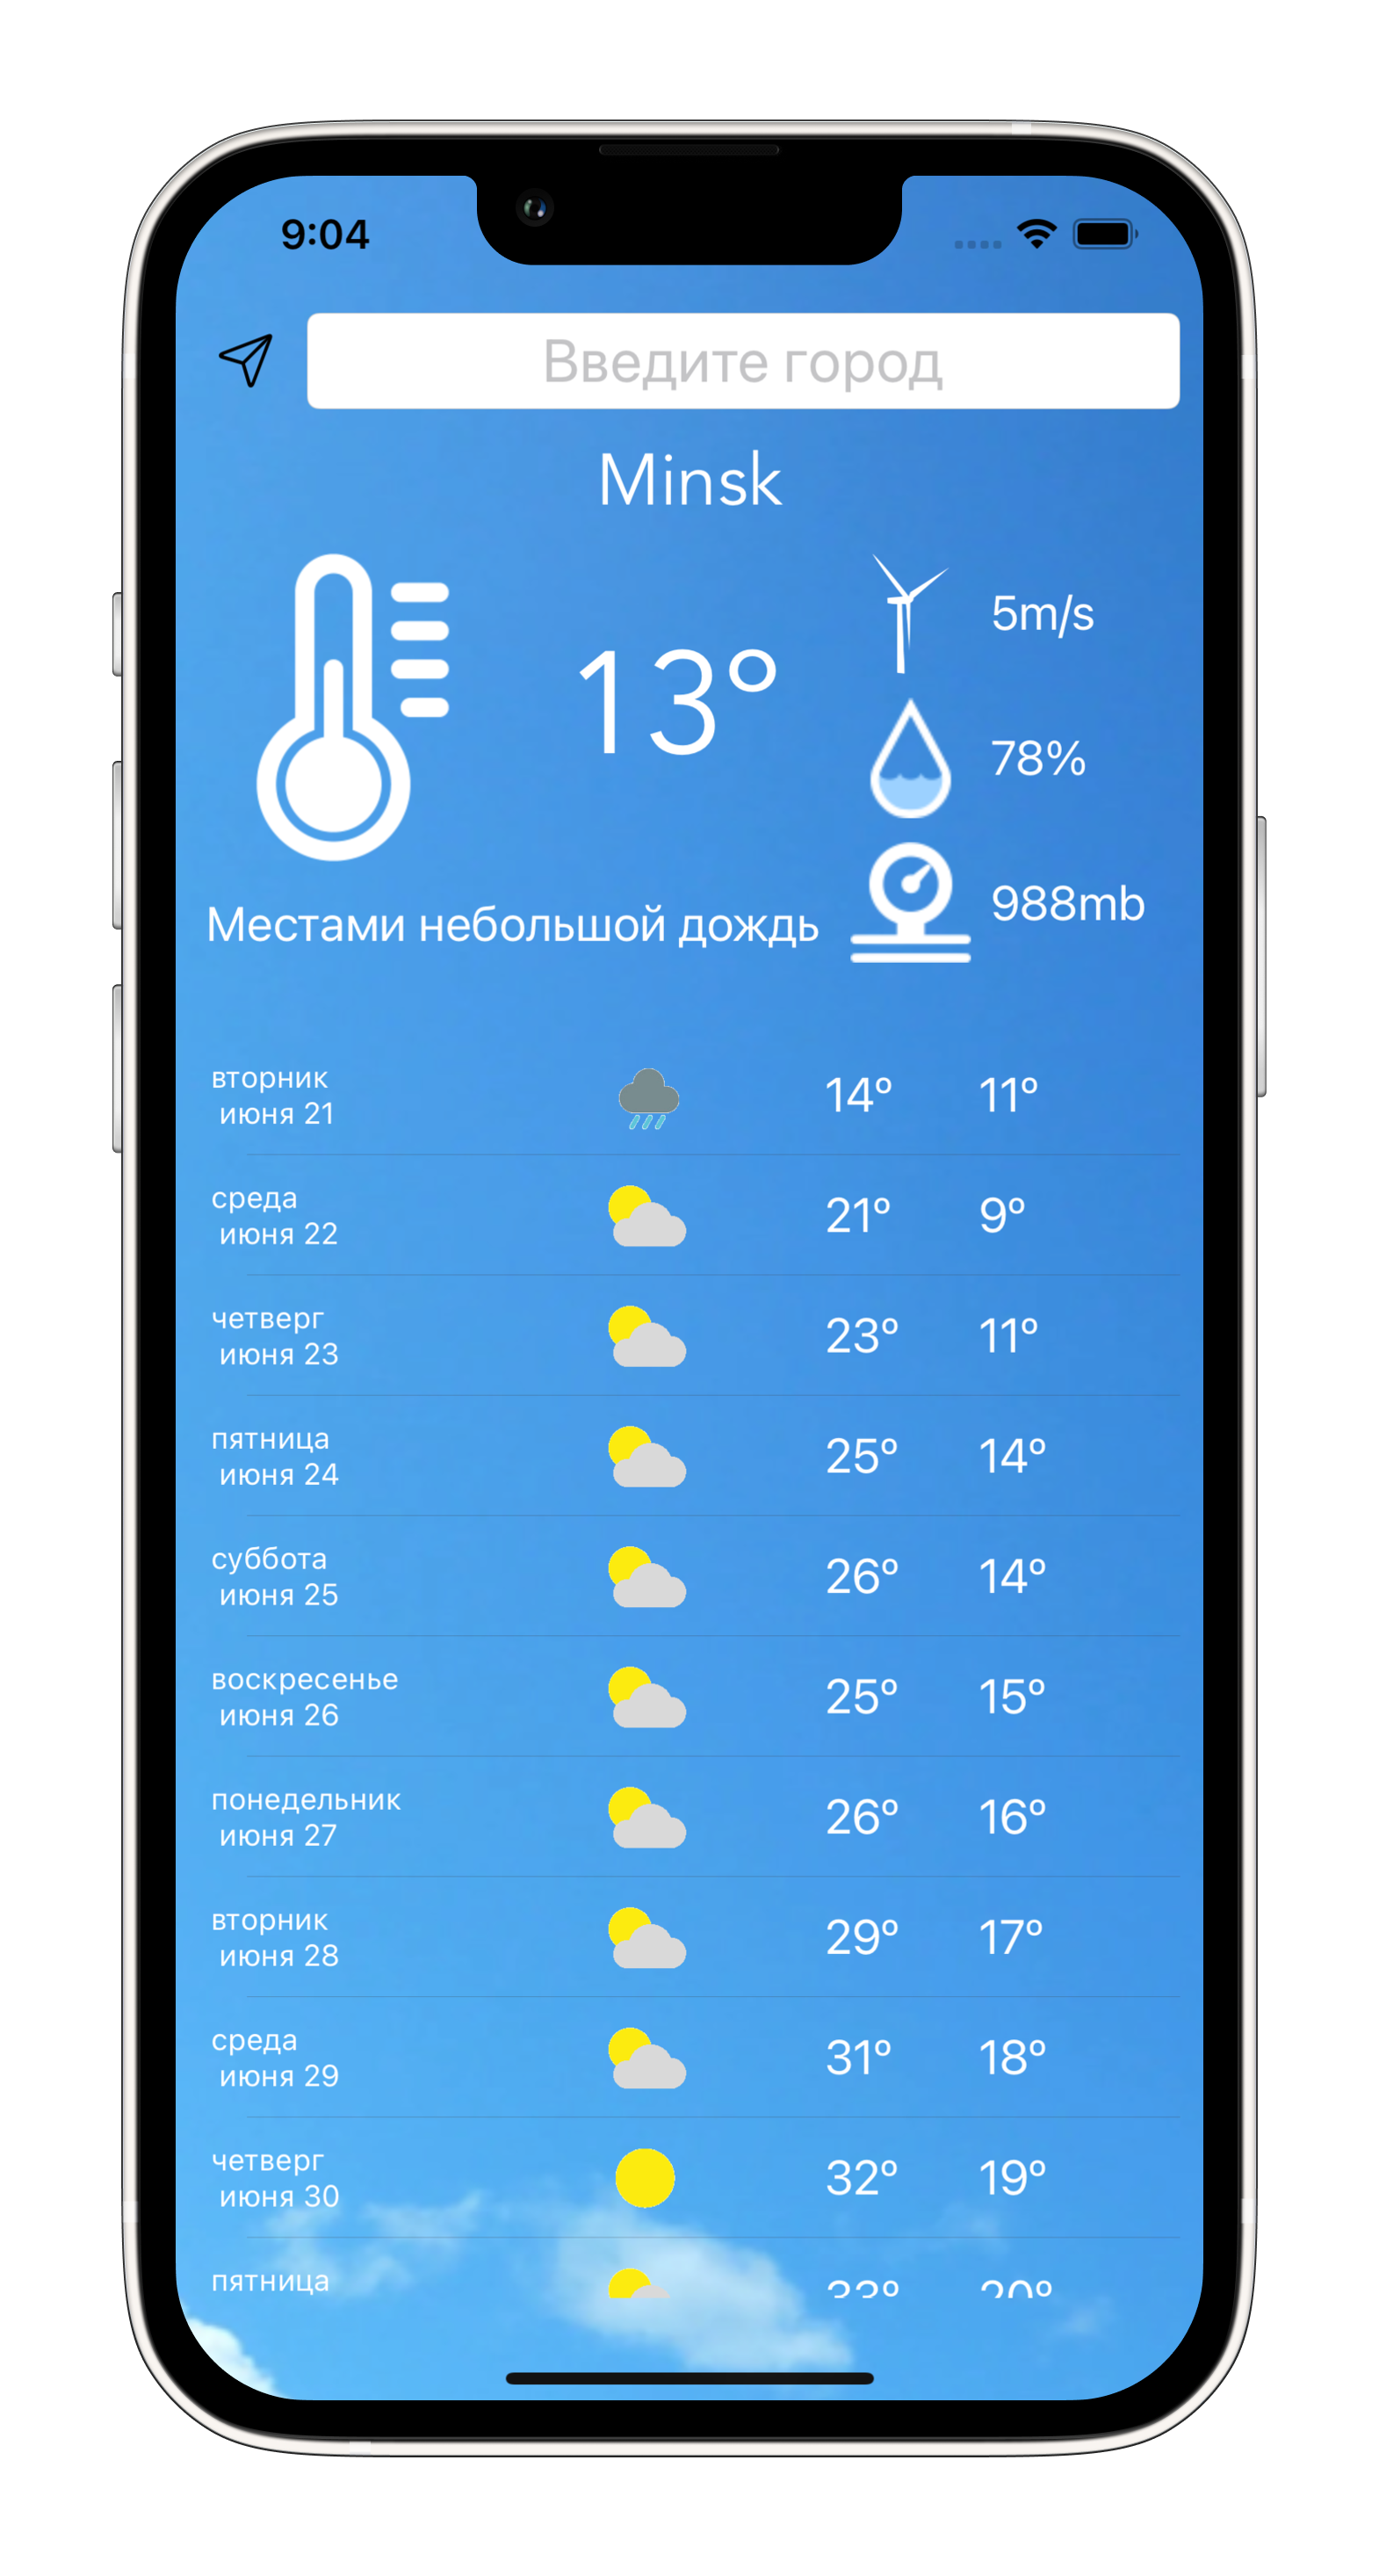 9:04
Введите город
Minsk
13°
5m/s
78%
988mb
Местами небольшой дождь
вторник
июня 21
14° 11°
среда
июня 22
21° 9°
четверг
июня 23
23° 11°
пятница
июня 24
25° 14°
суббота
июня 25
26° 14°
воскресенье
июня 26
25° 15°
понедельник
июня 27
26° 16°
вторник
июня 28
29° 17°
среда
июня 29
31° 18°
четверг
июня 30
32° 19°
пятница